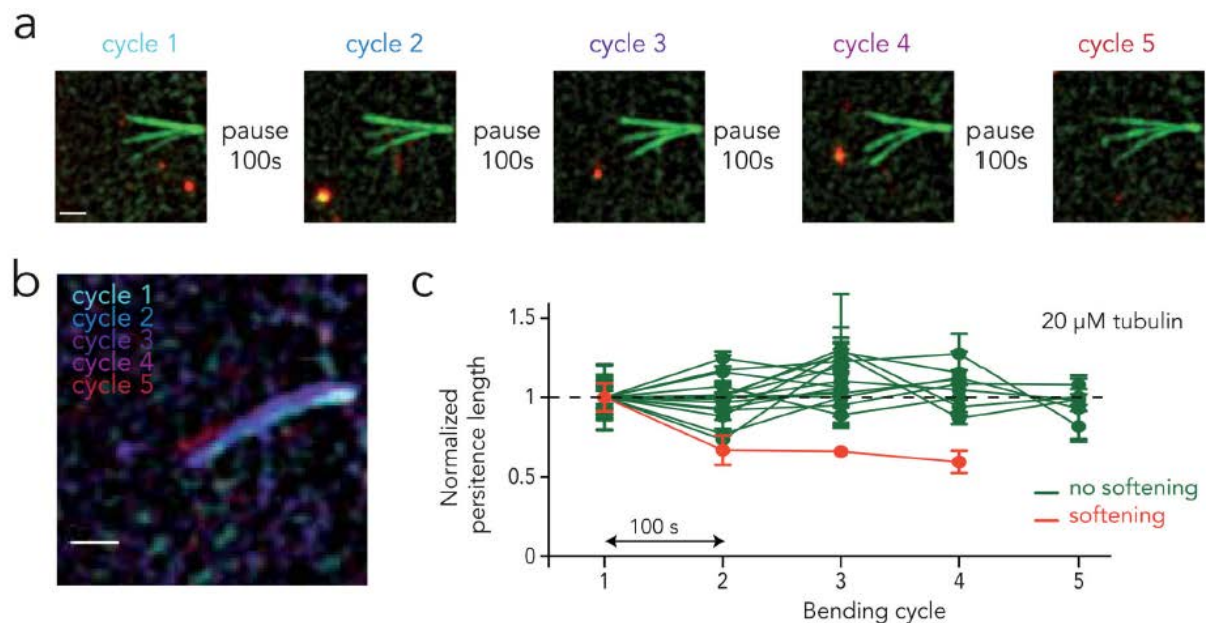 a
cycle 1 cycle 2 cycle 3 cycle 4 cycle 5
pause pause pause pause
100s 100s 100s 100s
b
cycle 1
cycle 2
cycle 3
cycle 4
cycle 5
c
20 µM tubulin
Normalized
persitence length
1.5
1
0.5
0
100 s
no softening
softening
1 2 3 4 5
Bending cycle